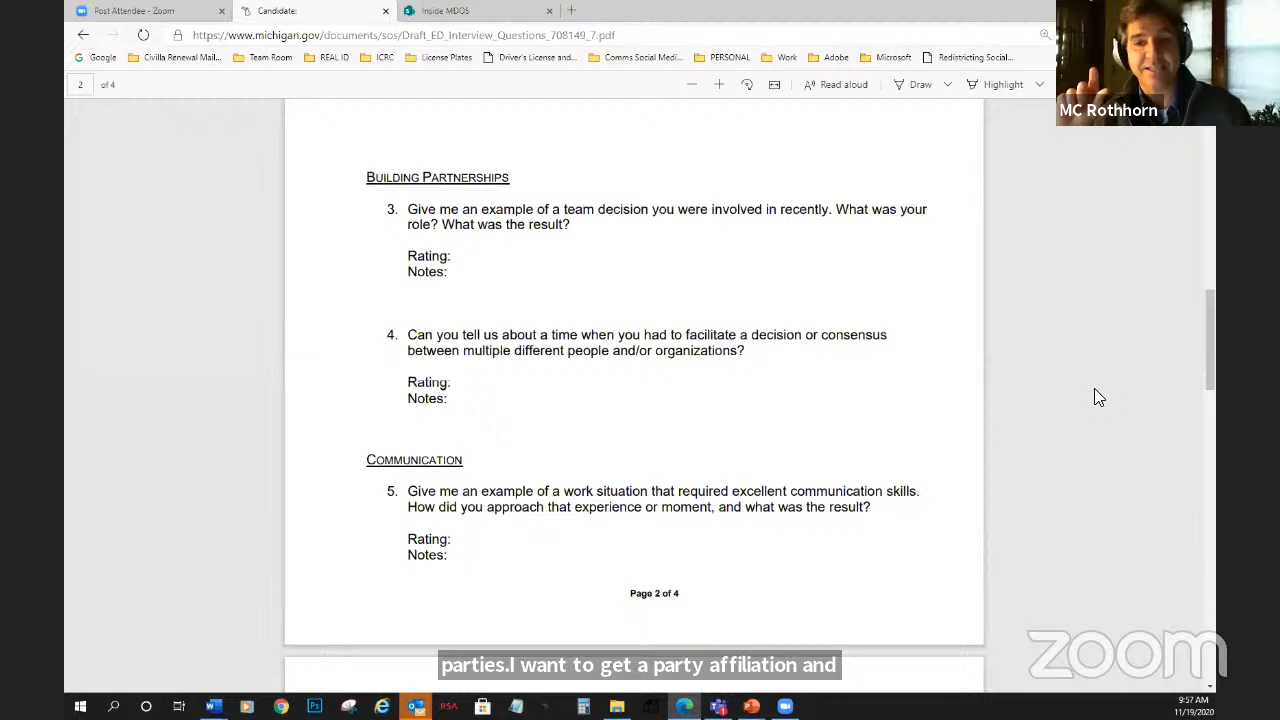 Post Attendee - Zoom
Candidate:
Inside MDOS
https://www.michigan.gov/documents/sos/Draft_ED_Interview_Questions_708149_7.pdf
Google
Civilla Renewal Mail...
Team Room
REAL ID
ICRC
License Plates
Driver's License and...
Comms Social Medi...
PERSONAL
Work
Adobe
Microsoft
Redistricting Social...
2 of 4
Read aloud
Draw
Highlight
MC Rothhorn
BUILDING PARTNERSHIPS
3. Give me an example of a team decision you were involved in recently. What was your
role? What was the result?
Rating:
Notes:
4. Can you tell us about a time when you had to facilitate a decision or consensus
between multiple different people and/or organizations?
Rating:
Notes:
COMMUNICATION
5. Give me an example of a work situation that required excellent communication skills.
How did you approach that experience or moment, and what was the result?
Rating:
Notes:
Page 2 of 4
parties.I want to get a party affiliation and
zoom
RSA
9:57 AM
11/19/2020